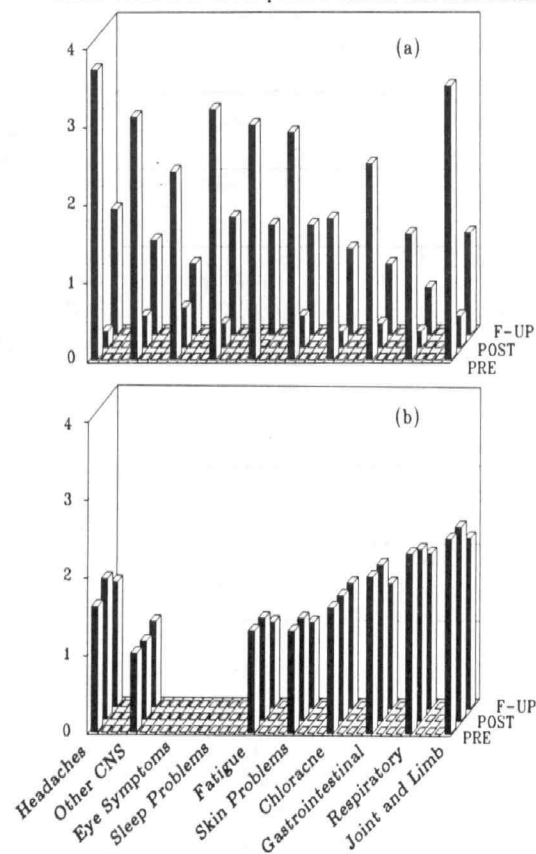 4
(a)
3
2
1
0
F-UP
POST
PRE
4
(b)
3
2
1
0
F-UP
POST
PRE
Headaches
Other CNS
Eye Symptoms
Sleep Problems
Fatigue
Skin Problems
Chloracne
Gastrointestinal
Respiratory
Joint and Limb